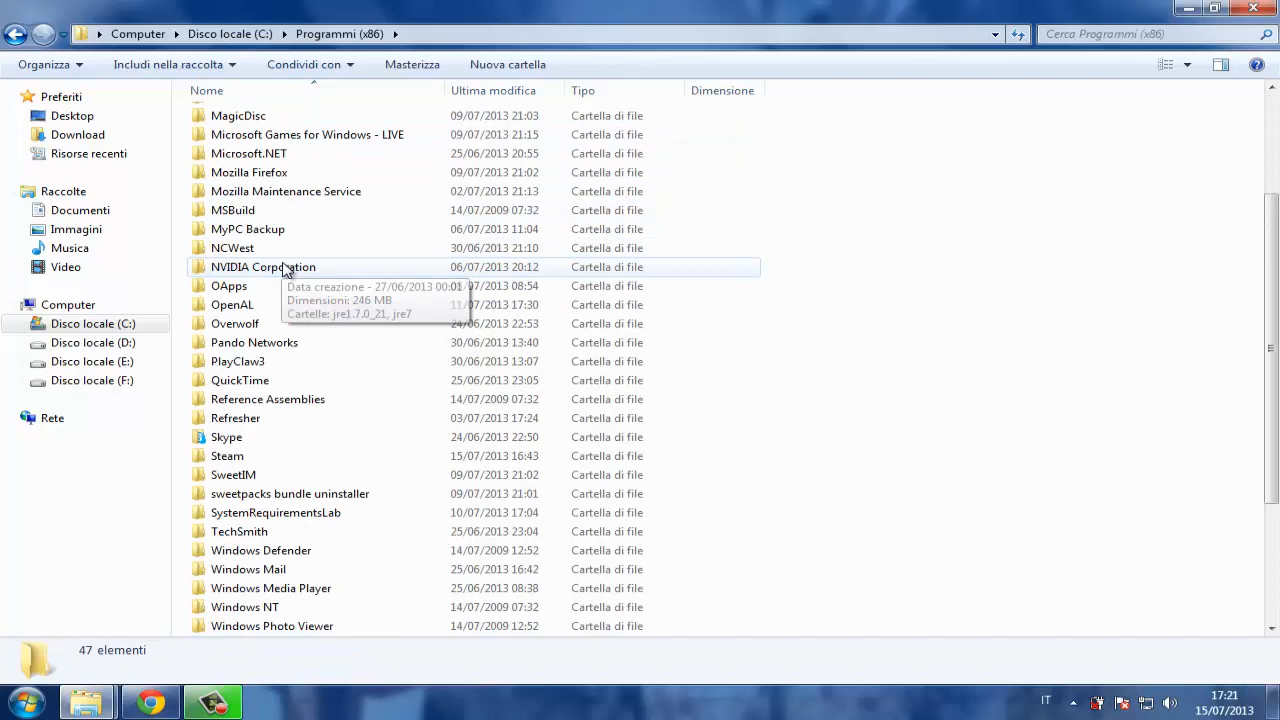 Computer Disco locale (C:) Programmi (x86) Cerca Programmi (x86)
Organizza Includi nella raccolta Condividi con Masterizza Nuova cartella
Preferiti
Desktop
Download
Risorse recenti
Raccolte
Documenti
Immagini
Musica
Video
Computer
Disco locale (C:)
Disco locale (D:)
Disco locale (E:)
Disco locale (F:)
Rete
Nome Ultima modifica Tipo Dimensione
MagicDisc 09/07/2013 21:03 Cartella di file
Microsoft Games for Windows - LIVE 09/07/2013 21:15 Cartella di file
Microsoft.NET 25/06/2013 20:55 Cartella di file
Mozilla Firefox 09/07/2013 21:02 Cartella di file
Mozilla Maintenance Service 02/07/2013 21:13 Cartella di file
MSBuild 14/07/2009 07:32 Cartella di file
MyPC Backup 06/07/2013 11:04 Cartella di file
NCWest 30/06/2013 21:10 Cartella di file
NVIDIA Corporation 06/07/2013 20:12 Cartella di file
OApps 08:54 Cartella di file
OpenAL 17:30 Cartella di file
Overwolf 22:53 Cartella di file
Data creazione - 27/06/2013 00:01
Dimensioni: 246 MB
Cartelle: jre1.7.0_21, jre7
Pando Networks 30/06/2013 13:40 Cartella di file
PlayClaw3 30/06/2013 13:07 Cartella di file
QuickTime 25/06/2013 23:05 Cartella di file
Reference Assemblies 14/07/2009 07:32 Cartella di file
Refresher 03/07/2013 17:24 Cartella di file
Skype 24/06/2013 22:50 Cartella di file
Steam 15/07/2013 16:43 Cartella di file
SweetIM 09/07/2013 21:02 Cartella di file
sweetpacks bundle uninstaller 09/07/2013 21:01 Cartella di file
SystemRequirementsLab 10/07/2013 17:04 Cartella di file
TechSmith 25/06/2013 23:04 Cartella di file
Windows Defender 14/07/2009 12:52 Cartella di file
Windows Mail 25/06/2013 16:42 Cartella di file
Windows Media Player 25/06/2013 08:38 Cartella di file
Windows NT 14/07/2009 07:32 Cartella di file
Windows Photo Viewer 14/07/2009 12:52 Cartella di file
47 elementi
IT 17:21
15/07/2013